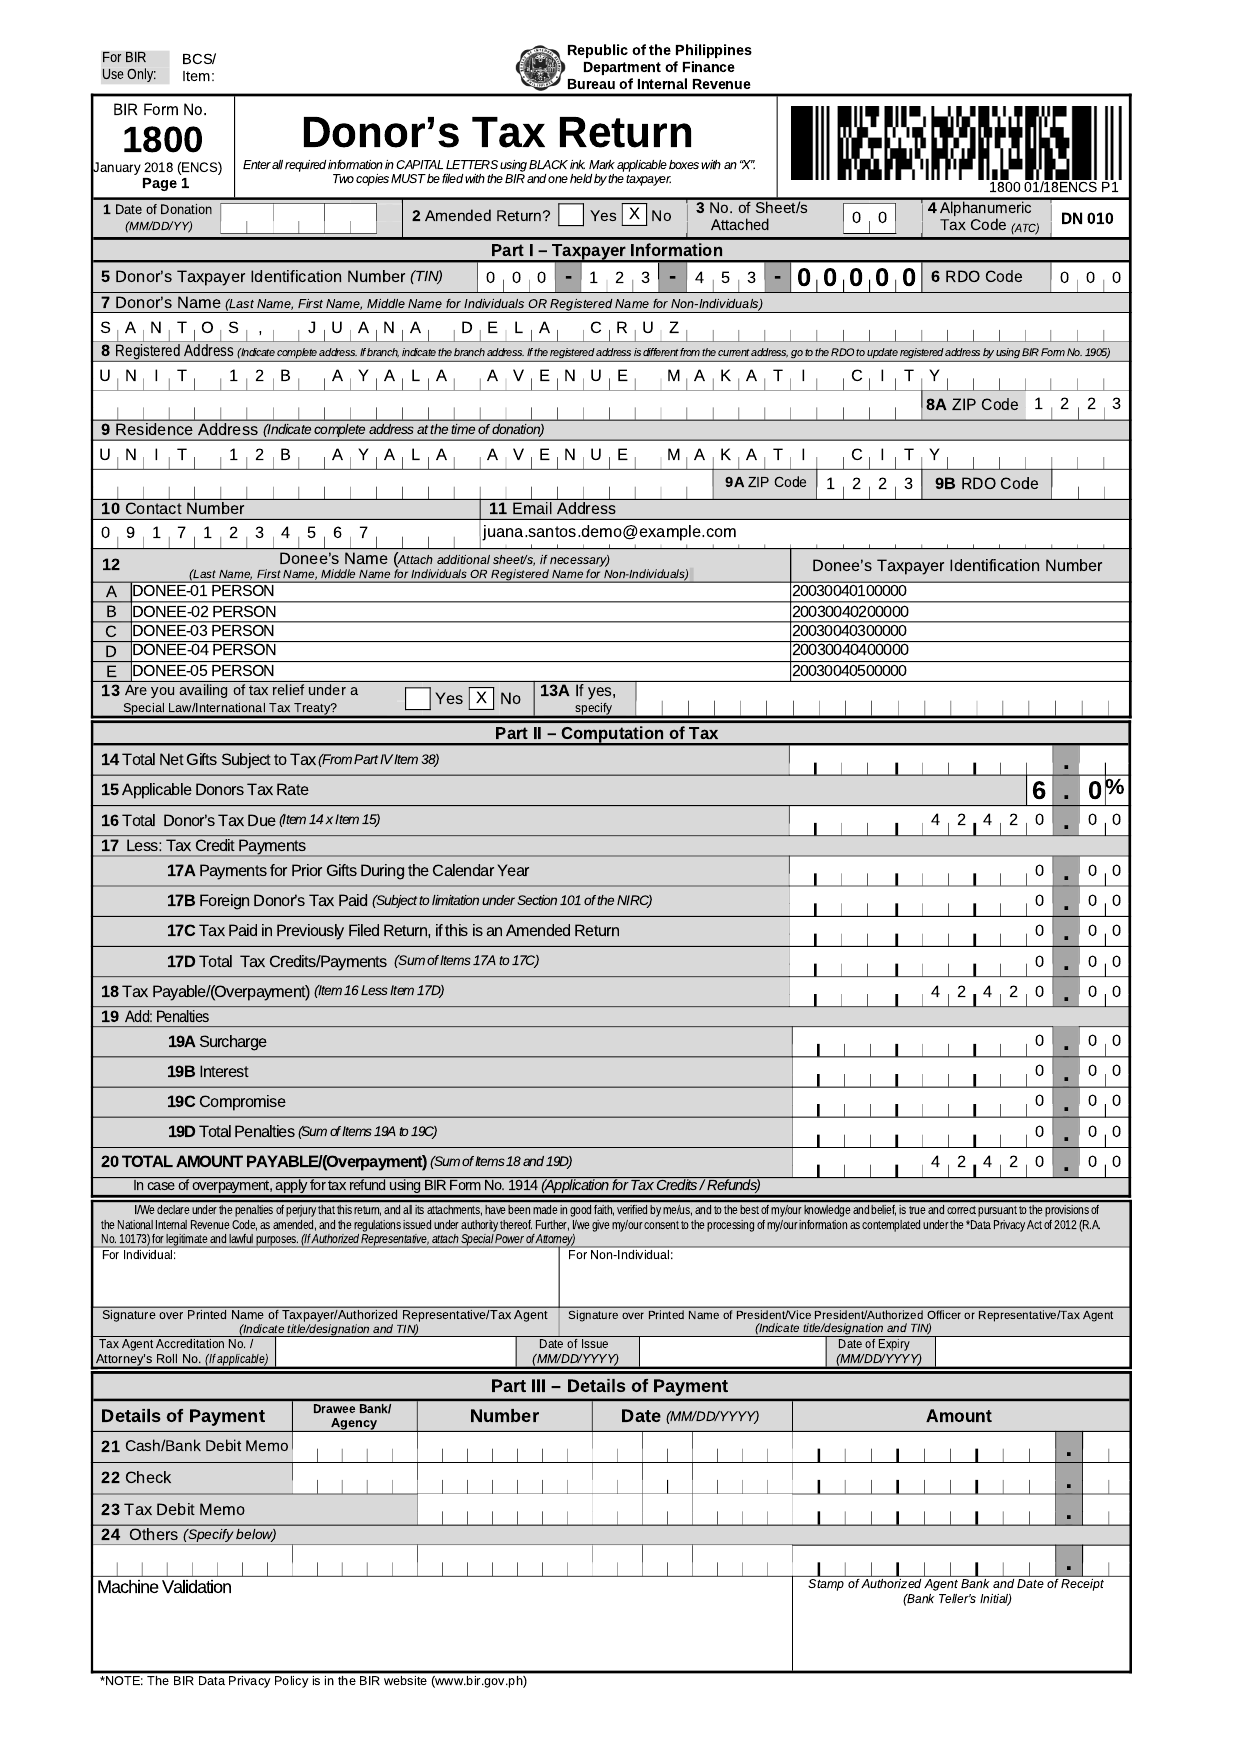 For BIR Use Only:
BCS/ Item:
Republic of the Philippines
Department of Finance
Bureau of Internal Revenue
BIR Form No.
1800
January 2018 (ENCS)
Page 1
Donor's Tax Return
Enter all required information in CAPITAL LETTERS using BLACK ink. Mark applicable boxes with an "X".
Two copies MUST be filed with the BIR and one held by the taxpayer.
1800 01/18ENCS P1
1 Date of Donation (MM/DD/YY)
2 Amended Return? Yes X No
3 No. of Sheet/s Attached 0 0
4 Alphanumeric Tax Code (ATC) DN 010
Part I – Taxpayer Information
5 Donor's Taxpayer Identification Number (TIN) 0 0 0 - 1 2 3 - 4 5 3 - 0 0 0 0 0 6 RDO Code 0 0 0
7 Donor's Name (Last Name, First Name, Middle Name for Individuals OR Registered Name for Non-Individuals)
SANTOS, JUANA DELA CRUZ
8 Registered Address (Indicate complete address. If branch, indicate the branch address. If the registered address is different from the current address, go to the RDO to update registered address by using BIR Form No. 1905)
UNIT 12B AYALA AVENUE MAKATI CITY
8A ZIP Code 1 2 2 3
9 Residence Address (Indicate complete address at the time of donation)
UNIT 12B AYALA AVENUE MAKATI CITY
9A ZIP Code 1 2 2 3 9B RDO Code
10 Contact Number 11 Email Address
0 9 1 7 1 2 3 4 5 6 7 juana.santos.demo@example.com
12 Donee's Name (Attach additional sheet/s, if necessary)
(Last Name, First Name, Middle Name for Individuals OR Registered Name for Non-Individuals)
Donee's Taxpayer Identification Number
A DONEE-01 PERSON 20030040100000
B DONEE-02 PERSON 20030040200000
C DONEE-03 PERSON 20030040300000
D DONEE-04 PERSON 20030040400000
E DONEE-05 PERSON 20030040500000
13 Are you availing of tax relief under a Special Law/International Tax Treaty? Yes X No 13A If yes, specify
Part II – Computation of Tax
14 Total Net Gifts Subject to Tax (From Part IV Item 38) .
15 Applicable Donors Tax Rate 6 . 0%
16 Total Donor's Tax Due (Item 14 x Item 15) 4 2 4 2 0 . 0 0
17 Less: Tax Credit Payments
17A Payments for Prior Gifts During the Calendar Year 0 . 0 0
17B Foreign Donor's Tax Paid (Subject to limitation under Section 101 of the NIRC) 0 . 0 0
17C Tax Paid in Previously Filed Return, if this is an Amended Return 0 . 0 0
17D Total Tax Credits/Payments (Sum of Items 17A to 17C) 0 . 0 0
18 Tax Payable/(Overpayment) (Item 16 Less Item 17D) 4 2 4 2 0 . 0 0
19 Add: Penalties
19A Surcharge 0 . 0 0
19B Interest 0 . 0 0
19C Compromise 0 . 0 0
19D Total Penalties (Sum of Items 19A to 19C) 0 . 0 0
20 TOTAL AMOUNT PAYABLE/(Overpayment) (Sum of Items 18 and 19D) 4 2 4 2 0 . 0 0
In case of overpayment, apply for tax refund using BIR Form No. 1914 (Application for Tax Credits / Refunds)
I/We declare under the penalties of perjury that this return, and all its attachments, have been made in good faith, verified by me/us, and to the best of my/our knowledge and belief, is true and correct pursuant to the provisions of
the National Internal Revenue Code, as amended, and the regulations issued under authority thereof. Further, I/we give my/our consent to the processing of my/our information as contemplated under the *Data Privacy Act of 2012 (R.A.
No. 10173) for legitimate and lawful purposes. (If Authorized Representative, attach Special Power of Attorney)
For Individual: For Non-Individual:
Signature over Printed Name of Taxpayer/Authorized Representative/Tax Agent
(Indicate title/designation and TIN)
Signature over Printed Name of President/Vice President/Authorized Officer or Representative/Tax Agent
(Indicate title/designation and TIN)
Tax Agent Accreditation No. / Attorney's Roll No. (If applicable)
Date of Issue (MM/DD/YYYY)
Date of Expiry (MM/DD/YYYY)
Part III – Details of Payment
Details of Payment Drawee Bank/ Agency Number Date (MM/DD/YYYY) Amount
21 Cash/Bank Debit Memo .
22 Check .
23 Tax Debit Memo .
24 Others (Specify below)
.
Machine Validation
Stamp of Authorized Agent Bank and Date of Receipt
(Bank Teller's Initial)
*NOTE: The BIR Data Privacy Policy is in the BIR website (www.bir.gov.ph)